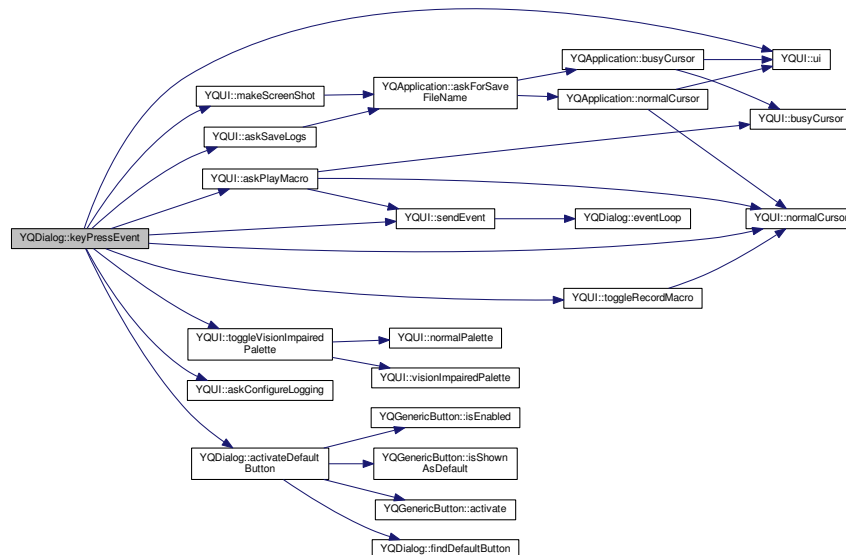 YQDialog::keyPressEvent
YQUI::makeScreenShot
YQUI::askSaveLogs
YQUI::askPlayMacro
YQApplication::askForSave
FileName
YQApplication::busyCursor
YQApplication::normalCursor
YQUI::ui
YQUI::busyCursor
YQUI::sendEvent
YQDialog::eventLoop
YQUI::normalCursor
YQUI::toggleRecordMacro
YQUI::toggleVisionImpaired
Palette
YQUI::normalPalette
YQUI::visionImpairedPalette
YQUI::askConfigureLogging
YQDialog::activateDefault
Button
YQGenericButton::isEnabled
YQGenericButton::isShown
AsDefault
YQGenericButton::activate
YQDialog::findDefaultButton